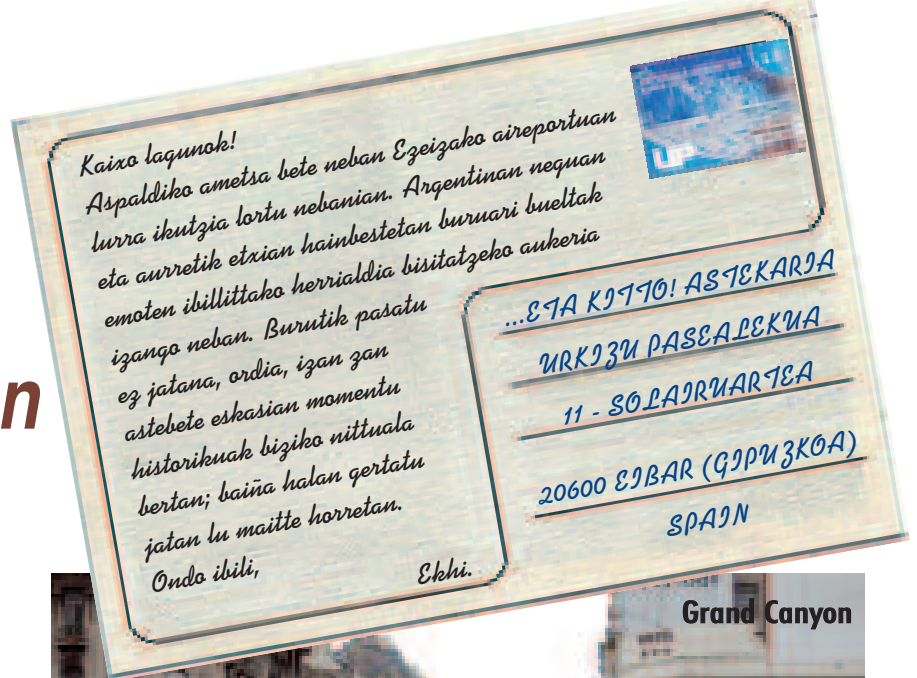 Kaixo lagunok!
Aspaldiko ametsa bete neban Ezeizako aireportuan
lurra ikutzia lortu nebanian. Argentinan neguan
eta aurretik etxian hainbestetan buruari bueltak
emoten ibillittako herrialdia bisitatzeko aukeria
izango neban. Burutik pasatu
ez jatana, ordia, izan zan
astebete eskasian momentu
historikuak biziko nittuala
bertan; baiña halan gertatu
jatan lu maitte horretan.
Ondo ibili,
Ekhi.
...ETA KITTO! ASTEKARIA
URKIZU PASEALEKUA
11 - SOLAIRUARTEA
20600 EIBAR (GIPUZKOA)
SPAIN
n
Grand Canyon